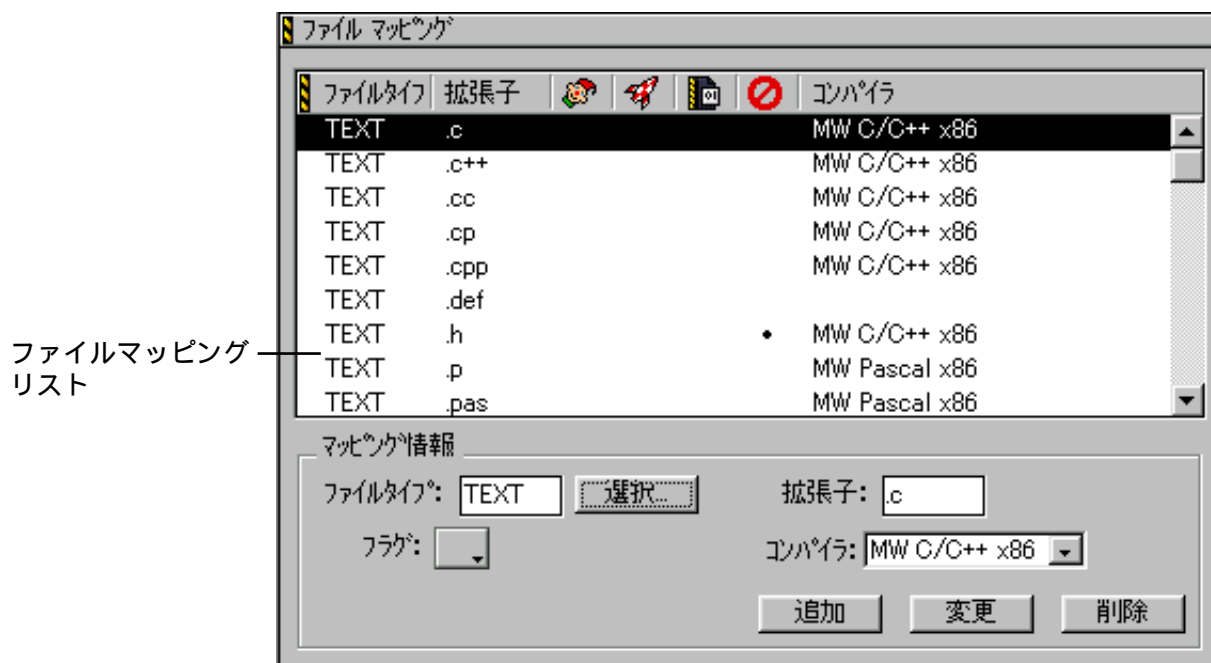 ﾌｧｲﾙ ﾏｯﾋﾟﾝｸﾞ
ﾌｧｲﾙﾀｲﾌ 拡張子 ｺﾝﾊﾟｲﾗ
TEXT .c MW C/C++ x86
TEXT .c++ MW C/C++ x86
TEXT .cc MW C/C++ x86
TEXT .cp MW C/C++ x86
TEXT .cpp MW C/C++ x86
TEXT .def
TEXT .h • MW C/C++ x86
TEXT .p MW Pascal x86
TEXT .pas MW Pascal x86
ファイルマッピング
リスト
ﾏｯﾋﾟﾝｸﾞ情報
ﾌｧｲﾙﾀｲﾌﾟ: TEXT 選択... 拡張子: .c
ﾌﾗｸﾞ: ｺﾝﾊﾟｲﾗ: MW C/C++ x86
追加 変更 削除